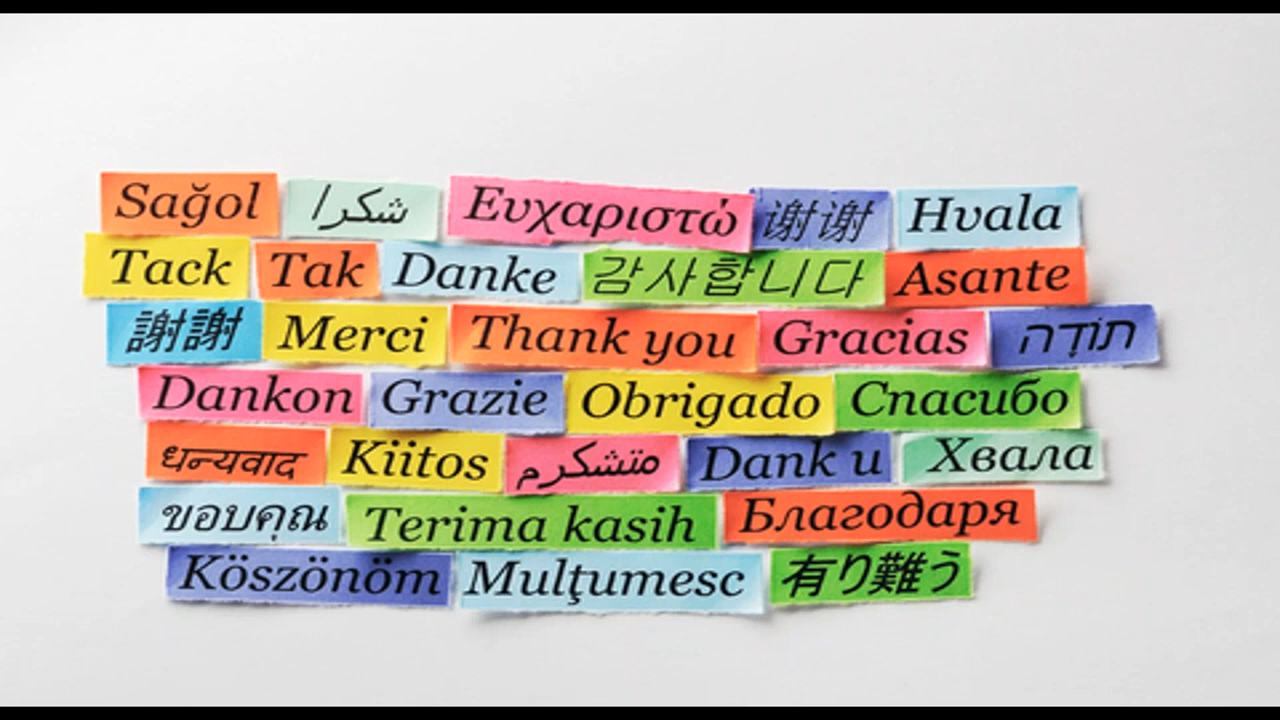 Sağol شكرا Ευχαριστώ 谢谢 Hvala
Tack Tak Danke 감사합니다 Asante
謝謝 Merci Thank you Gracias תּוֹדָה
Dankon Grazie Obrigado Спасибо
धन्यवाद Kiitos متشكرم Dank u Хвала
ขอบคุณ Terima kasih Благодаря
Köszönöm Mulţumesc 有り難う